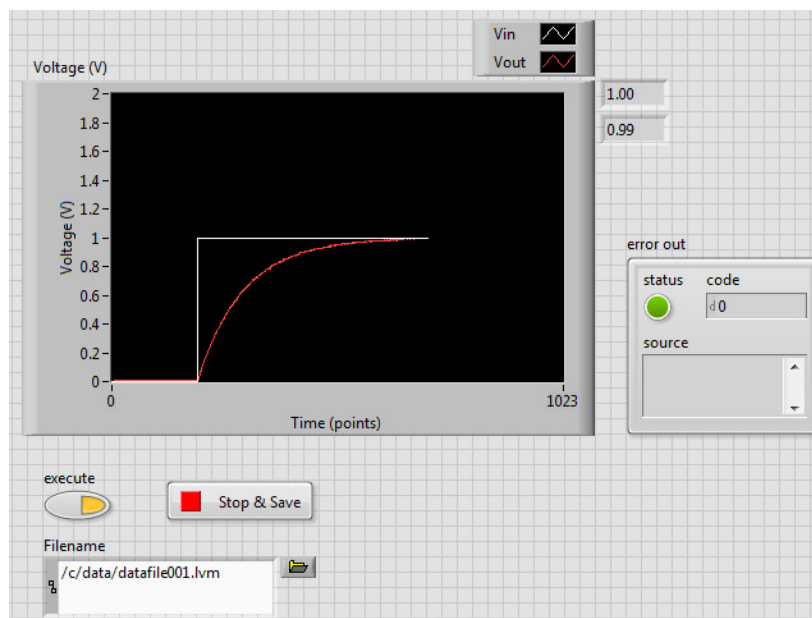 Vin
Vout
Voltage (V)
1.00
0.99
2
1.8
1.6
1.4
1.2
1
0.8
0.6
0.4
0.2
0
Voltage (V)
0
1023
Time (points)
error out
status
code
d 0
source
execute
Stop & Save
Filename
/c/data/datafile001.lvm